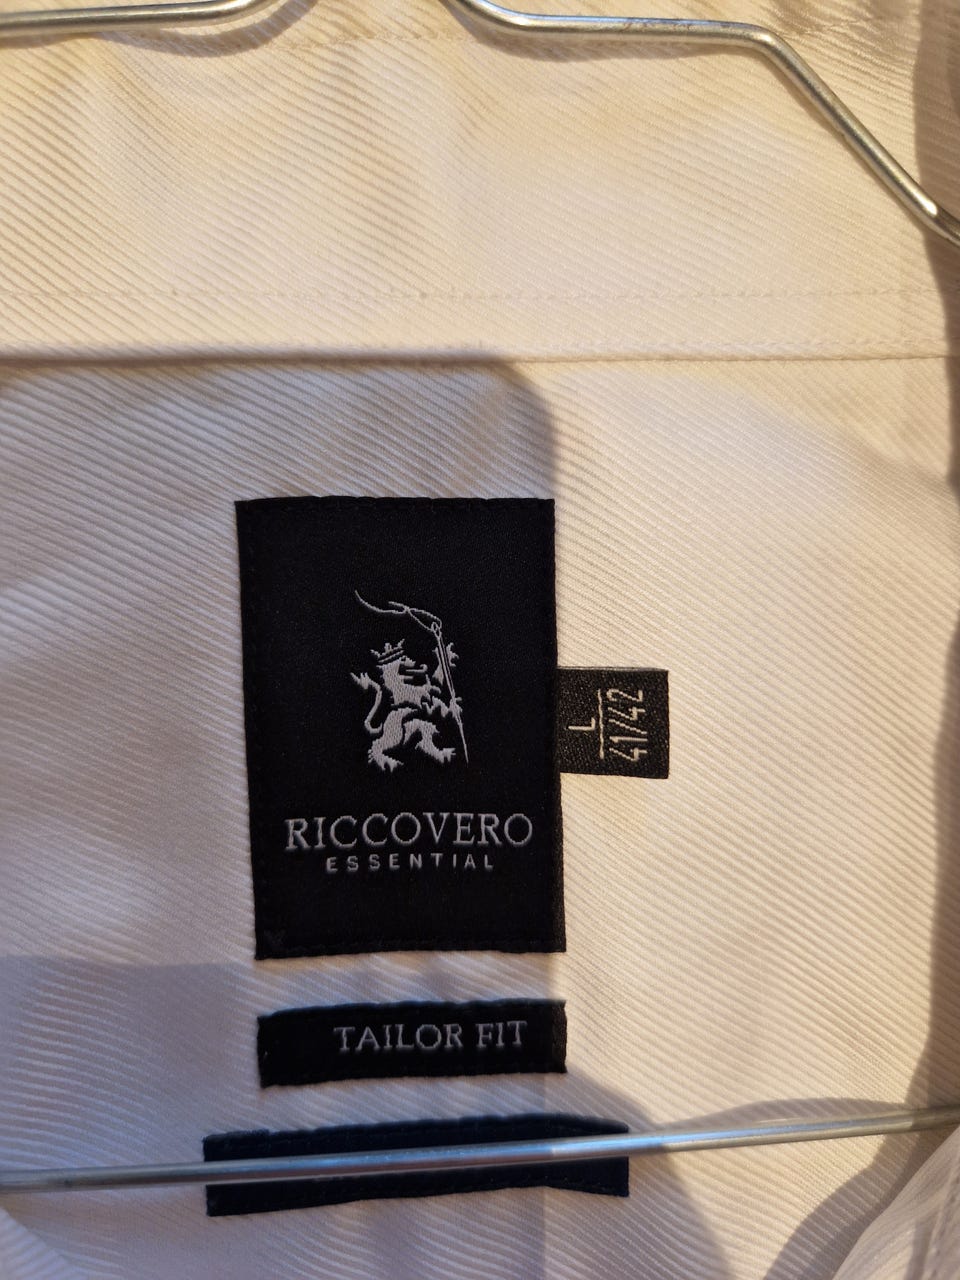 RICCOVERO
ESSENTIAL
L
41/42
TAILOR FIT